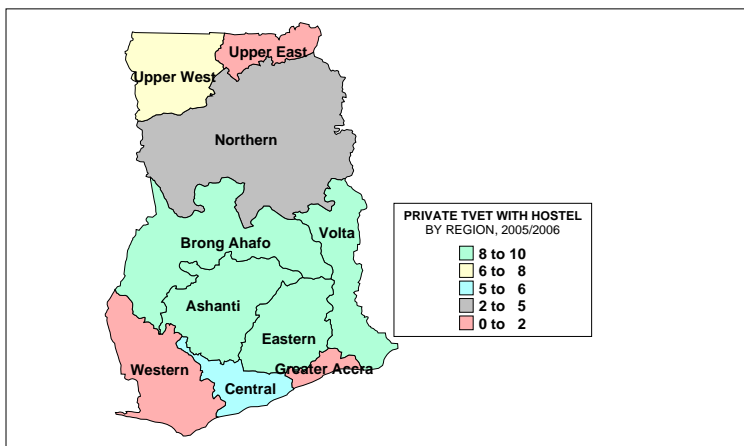 Upper East
Upper West
Northern
Volta
Brong Ahafo
Ashanti
Eastern
Western
Greater Accra
Central
PRIVATE TVET WITH HOSTEL
BY REGION, 2005/2006
8 to 10
6 to 8
5 to 6
2 to 5
0 to 2